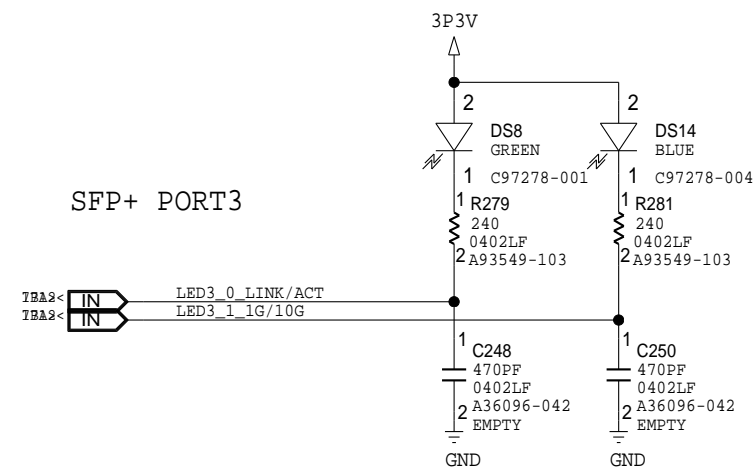 3P3V
2
2
DS8
GREEN
DS14
BLUE
1
C97278-001
1
C97278-004
SFP+ PORT3
1
R279
240
0402LF
2
A93549-103
1
R281
240
0402LF
2
A93549-103
IN
LED3_0_LINK/ACT
IN
LED3_1_1G/10G
1
C248
470PF
0402LF
A36096-042
2
EMPTY
1
C250
470PF
0402LF
A36096-042
2
EMPTY
GND
GND